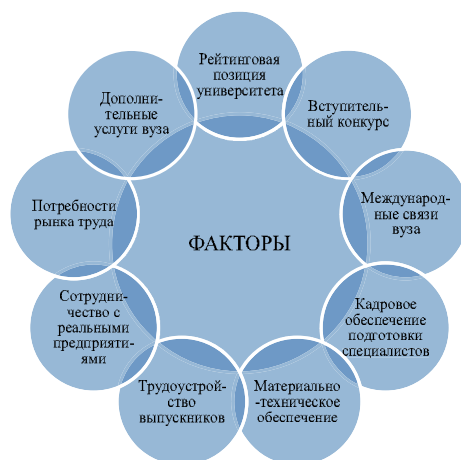 Рейтинговая
позиция
университета
Вступитель-
ный конкурс
Международ-
ные связи
вуза
Кадровое
обеспечение
подготовки
специалистов
Материально
-техническое
обеспечение
Трудоустрой-
ство
выпускников
Сотрудни-
чество с
реальными
предприяти-
ями
Потребности
рынка труда
Дополни-
тельные
услуги вуза
ФАКТОРЫ